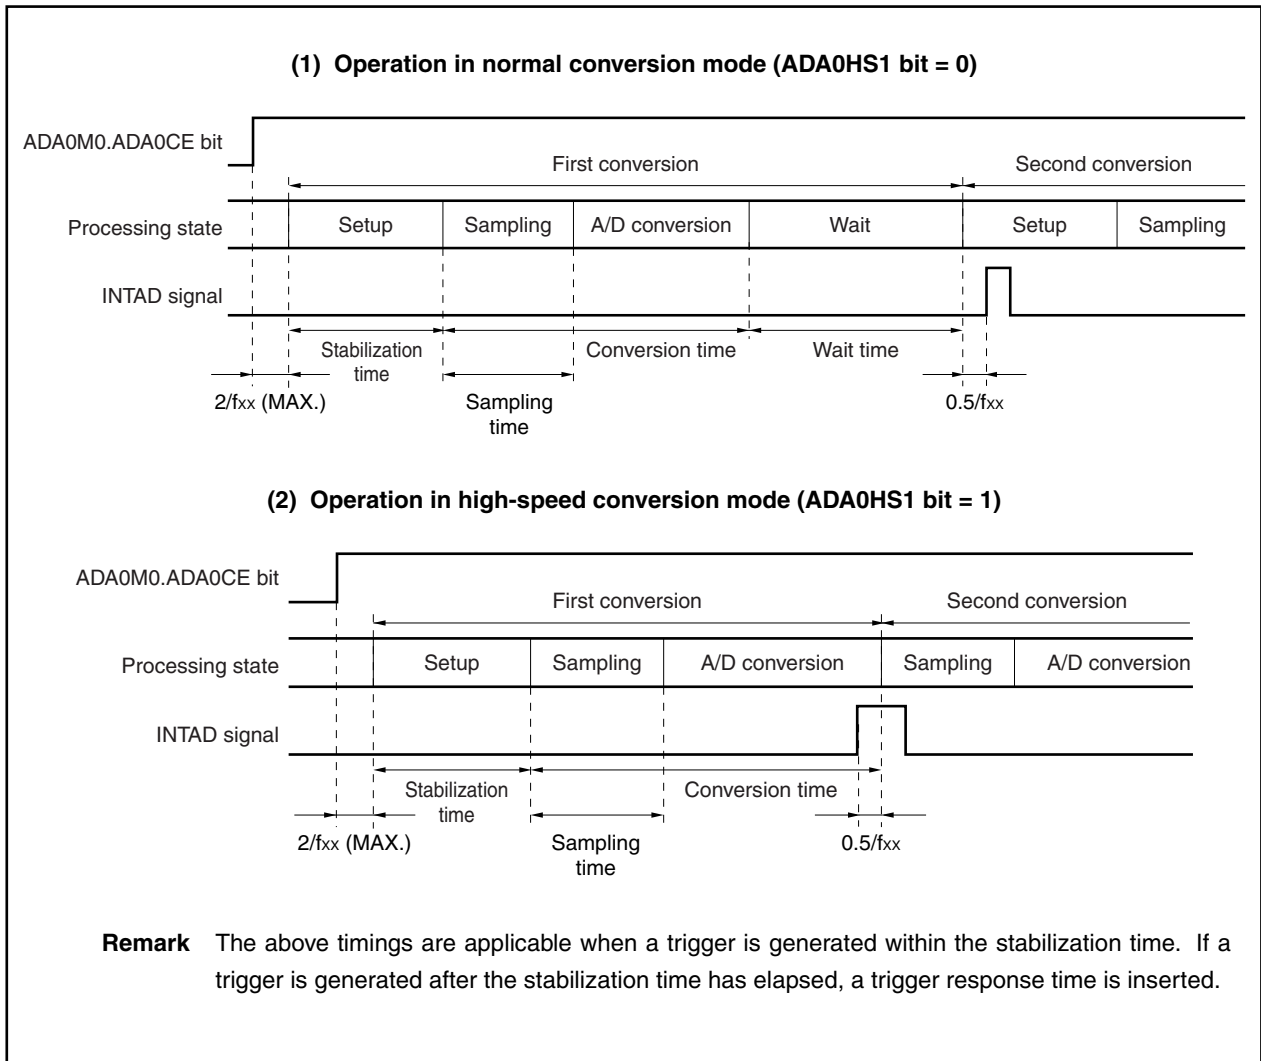 (1) Operation in normal conversion mode (ADA0HS1 bit = 0)
ADA0M0.ADA0CE bit
First conversion
Second conversion
Processing state
Setup
Sampling
A/D conversion
Wait
Setup
Sampling
INTAD signal
Stabilization
time
Conversion time
Wait time
2/fxx (MAX.)
Sampling
time
0.5/fxx
(2) Operation in high-speed conversion mode (ADA0HS1 bit = 1)
ADA0M0.ADA0CE bit
First conversion
Second conversion
Processing state
Setup
Sampling
A/D conversion
Sampling
A/D conversion
INTAD signal
Stabilization
time
Conversion time
2/fxx (MAX.)
Sampling
time
0.5/fxx
Remark The above timings are applicable when a trigger is generated within the stabilization time. If a
trigger is generated after the stabilization time has elapsed, a trigger response time is inserted.